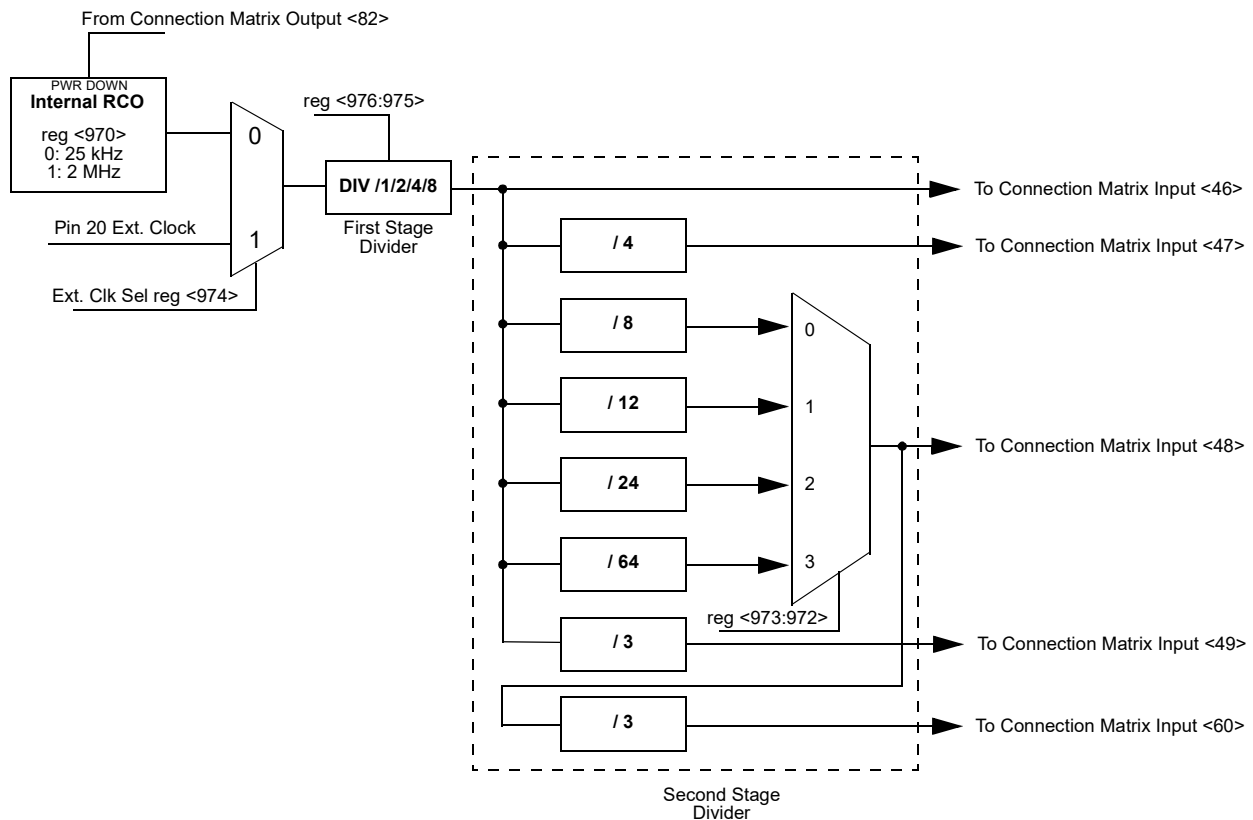 From Connection Matrix Output <82>
PWR DOWN
Internal RCO
reg <970>
0: 25 kHz
1: 2 MHz
0
1
Pin 20 Ext. Clock
Ext. Clk Sel reg <974>
reg <976:975>
DIV /1/2/4/8
First Stage
Divider
To Connection Matrix Input <46>
/ 4
To Connection Matrix Input <47>
/ 8
0
/ 12
1
To Connection Matrix Input <48>
/ 24
2
/ 64
3
reg <973:972>
/ 3
To Connection Matrix Input <49>
/ 3
To Connection Matrix Input <60>
Second Stage
Divider